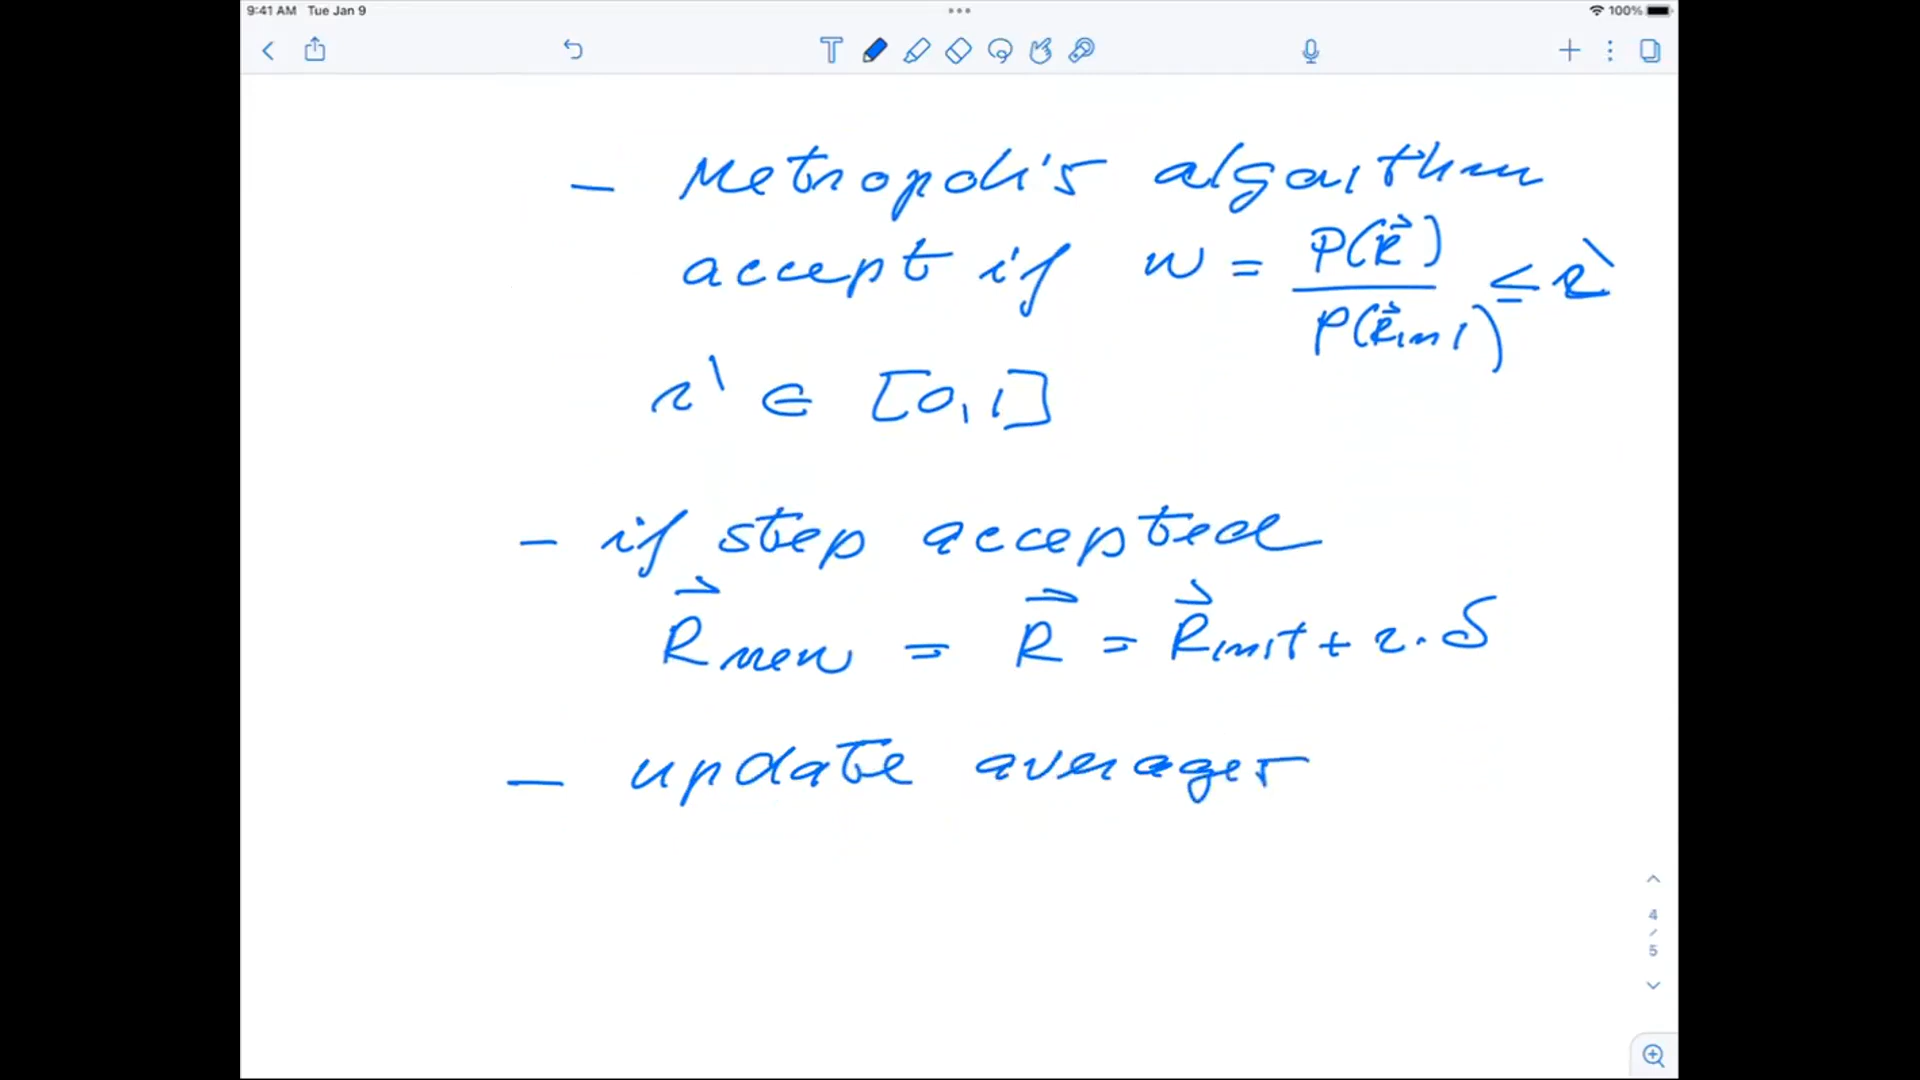 9:41 AM Tue Jan 9
100%
- Metropolis algorithm
accept if w = P(R⃗) / P(R⃗init) ≤ r'
r' ∈ [0,1]
- if step accepted
R⃗new = R⃗ = R⃗init + r · δ
- update averages
4
/
5